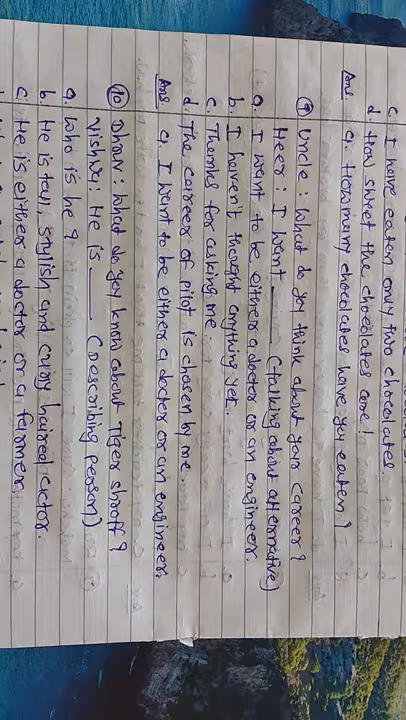 c. I have eaten only two chocolates.
d. How sweet the chocolates are!
Ans a. How many chocolates have you eaten?
⑨ Uncle: What do you think about your career?
Heer: I want ____ (talking about alternative)
a. I want to be either a doctor or an engineer.
b. I haven't thought anything yet.
c. Thanks for asking me.
d. The career of pilot is chosen by me.
Ans a. I want to be either a doctor or an engineer.
⑩ Dhruv: What do you know about Tiger shroff?
Vishwa: He is ____ (Describing person)
a. Who is he?
b. He is tall, stylish and curly haired actor.
c. He is either a doctor or a farmer.